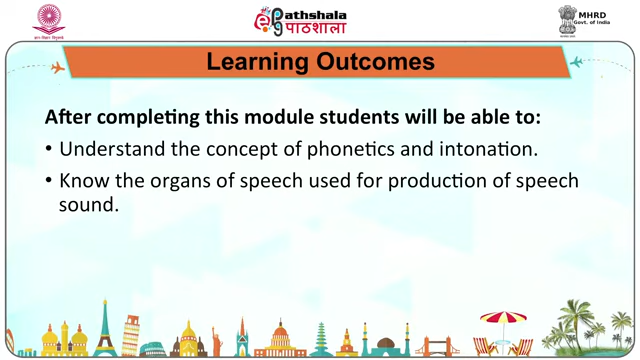 Pathshala
पाठशाला
MHRD
Govt. of India
Learning Outcomes
After completing this module students will be able to:
• Understand the concept of phonetics and intonation.
• Know the organs of speech used for production of speech
sound.